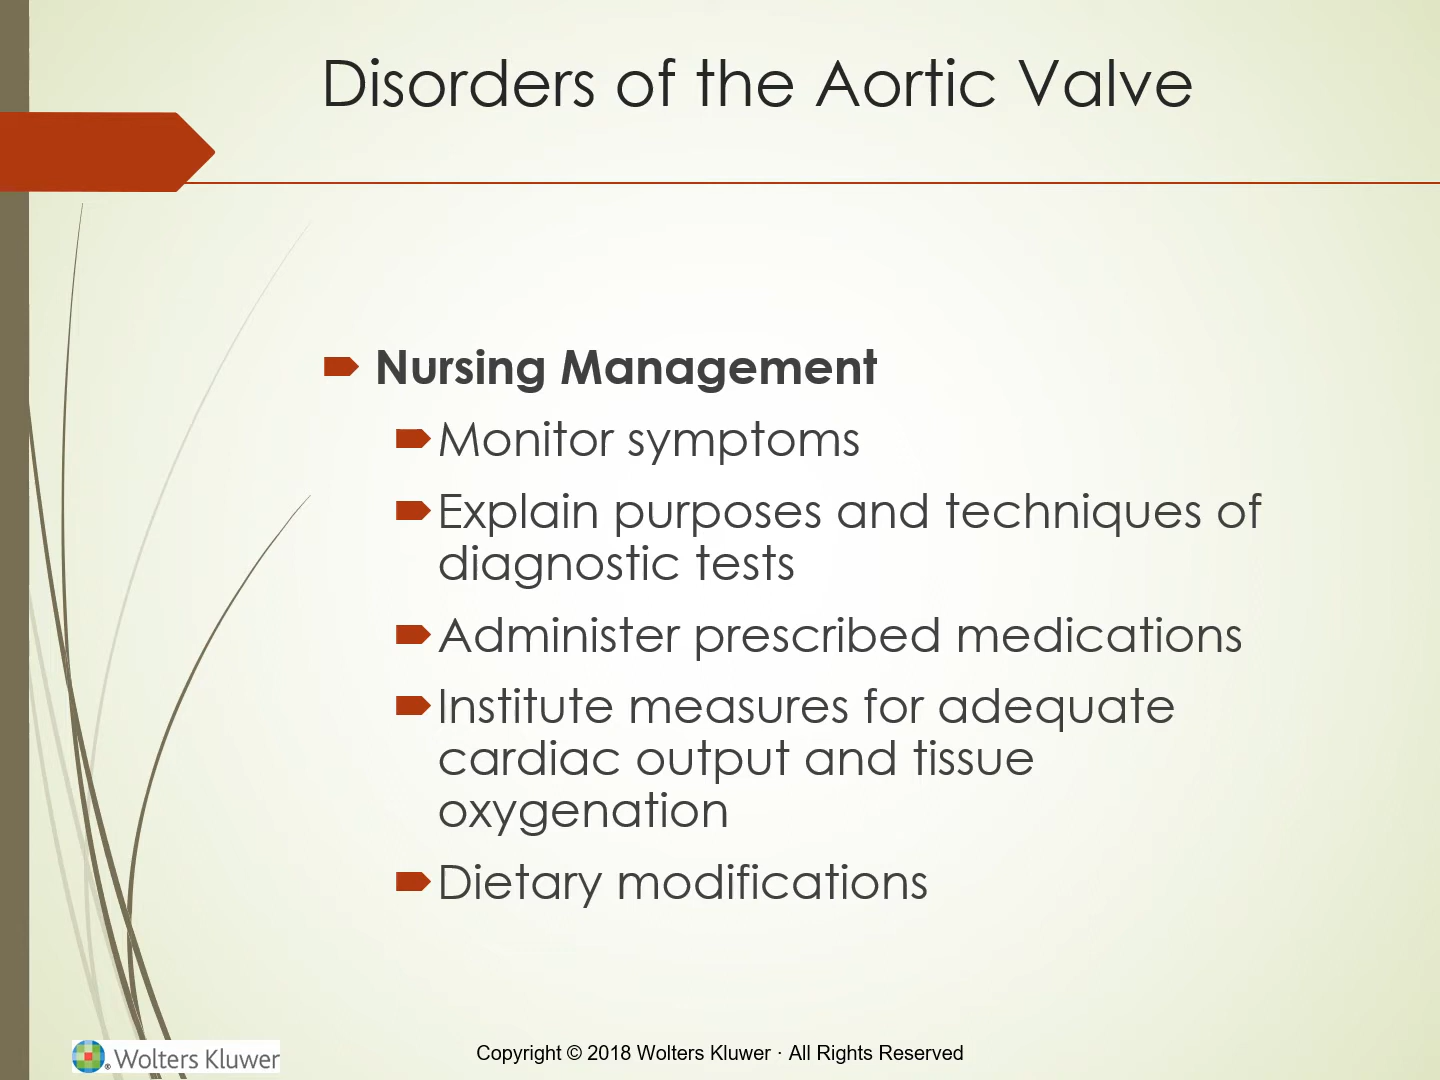 Disorders of the Aortic Valve
Nursing Management
Monitor symptoms
Explain purposes and techniques of
diagnostic tests
Administer prescribed medications
Institute measures for adequate
cardiac output and tissue
oxygenation
Dietary modifications
Wolters Kluwer
Copyright © 2018 Wolters Kluwer · All Rights Reserved